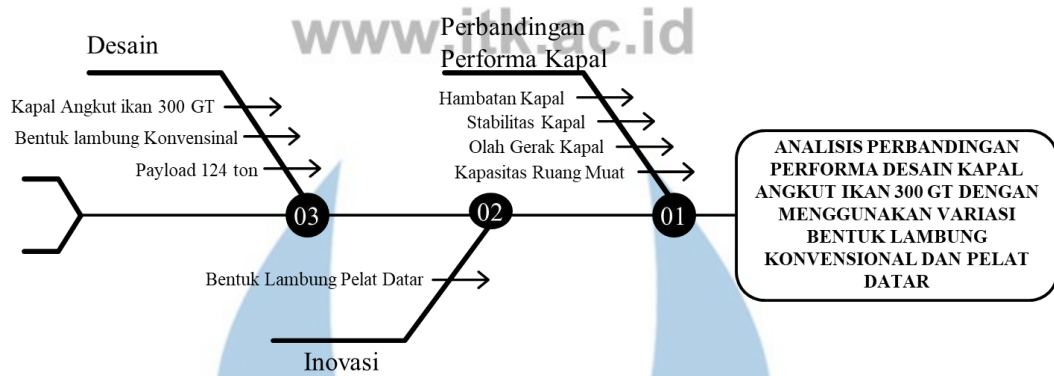 www.itk.ac.id
Desain
Perbandingan
Performa Kapal
Kapal Angkut ikan 300 GT
Bentuk lambung Konvensinal
Payload 124 ton
Hambatan Kapal
Stabilitas Kapal
Olah Gerak Kapal
Kapasitas Ruang Muat
03
02
01
ANALISIS PERBANDINGAN
PERFORMA DESAIN KAPAL
ANGKUT IKAN 300 GT DENGAN
MENGGUNAKAN VARIASI
BENTUK LAMBUNG
KONVENSIONAL DAN PELAT
DATAR
Bentuk Lambung Pelat Datar
Inovasi